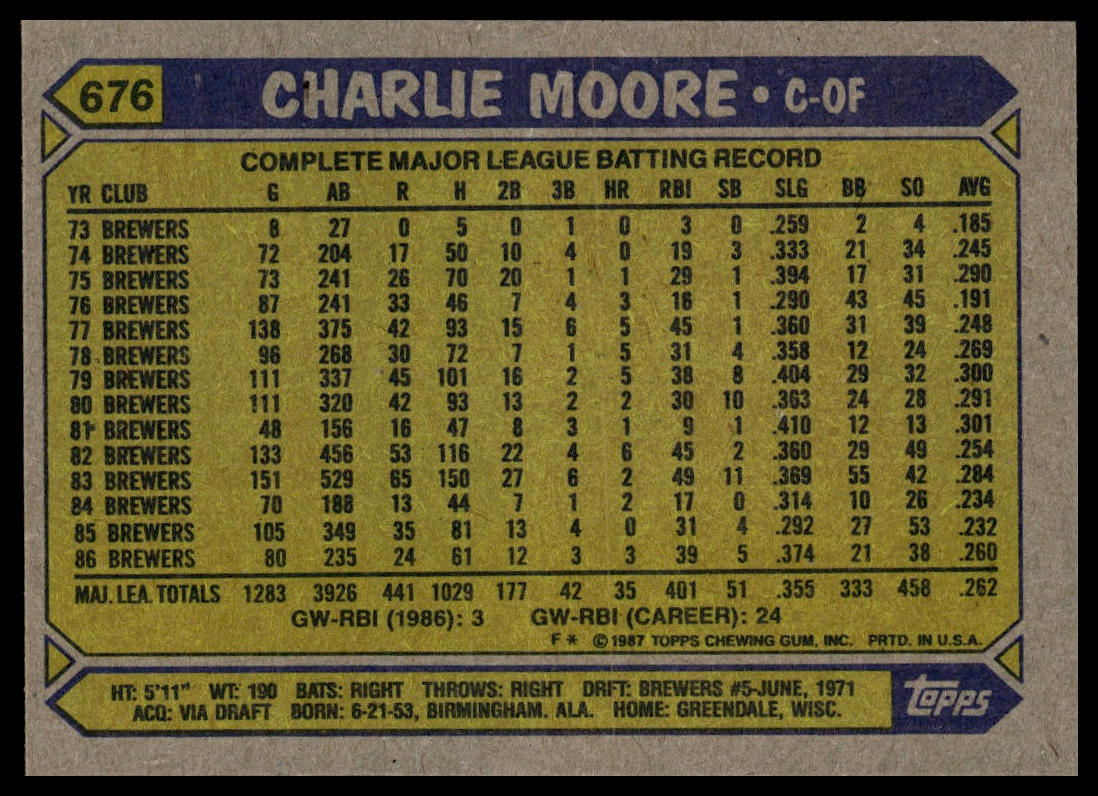 676 CHARLIE MOORE • C-OF
COMPLETE MAJOR LEAGUE BATTING RECORD
YR CLUB G AB R H 2B 3B HR RBI SB SLG BB SO AVG
73 BREWERS 8 27 0 5 0 1 0 3 0 .259 2 4 .185
74 BREWERS 72 204 17 50 10 4 0 19 3 .333 21 34 .245
75 BREWERS 73 241 26 70 20 1 1 29 1 .394 17 31 .290
76 BREWERS 87 241 33 46 7 4 3 16 1 .290 43 45 .191
77 BREWERS 138 375 42 93 15 6 5 45 1 .360 31 39 .248
78 BREWERS 96 268 30 72 7 1 5 31 4 .358 12 24 .269
79 BREWERS 111 337 45 101 16 2 5 38 8 .404 29 32 .300
80 BREWERS 111 320 42 93 13 2 2 30 10 .363 24 28 .291
81 BREWERS 48 156 16 47 8 3 1 9 1 .410 12 13 .301
82 BREWERS 133 456 53 116 22 4 6 45 2 .360 29 49 .254
83 BREWERS 151 529 65 150 27 6 2 49 11 .369 55 42 .284
84 BREWERS 70 188 13 44 7 1 2 17 0 .314 10 26 .234
85 BREWERS 105 349 35 81 13 4 0 31 4 .292 27 53 .232
86 BREWERS 80 235 24 61 12 3 3 39 5 .374 21 38 .260
MAJ. LEA. TOTALS 1283 3926 441 1029 177 42 35 401 51 .355 333 458 .262
GW-RBI (1986): 3 GW-RBI (CAREER): 24
F * © 1987 TOPPS CHEWING GUM, INC. PRTD. IN U.S.A.
HT: 5'11" WT: 190 BATS: RIGHT THROWS: RIGHT DRFT: BREWERS #5-JUNE, 1971
ACQ: VIA DRAFT BORN: 6-21-53, BIRMINGHAM. ALA. HOME: GREENDALE, WISC.
topps